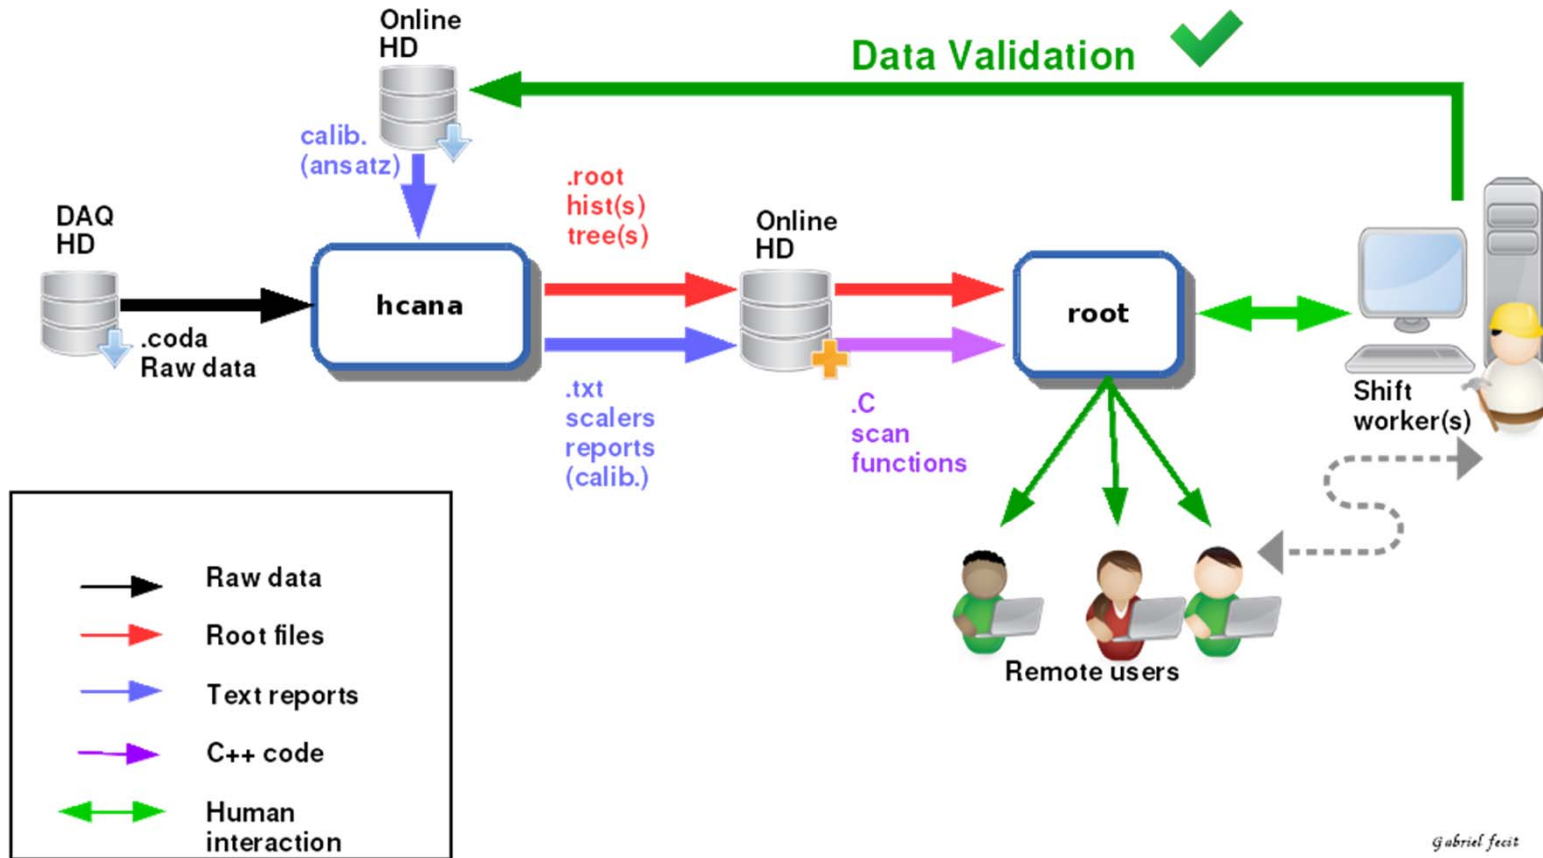 Online
HD
Data Validation
calib.
(ansatz)
.root
hist(s)
tree(s)
DAQ
HD
Online
HD
hcana
root
.coda
Raw data
.txt
scalers
reports
(calib.)
.C
scan
functions
Shift
worker(s)
Remote users
Raw data
Root files
Text reports
C++ code
Human
interaction
Gabriel fecit